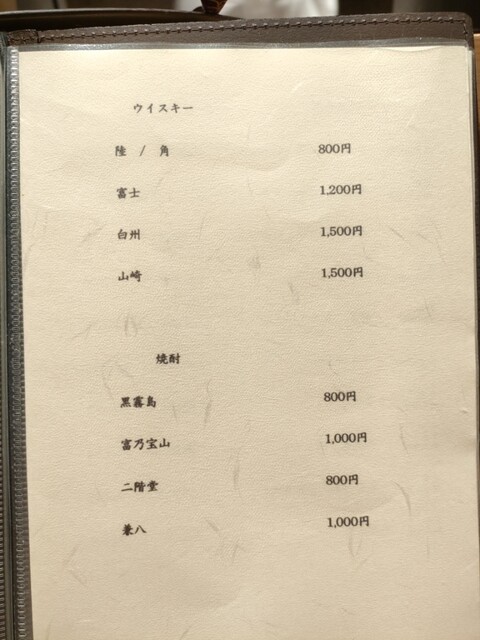 ウイスキー
陸 / 角 800円
富士 1,200円
白州 1,500円
山崎 1,500円
焼酎
黒霧島 800円
富乃宝山 1,000円
二階堂 800円
兼八 1,000円